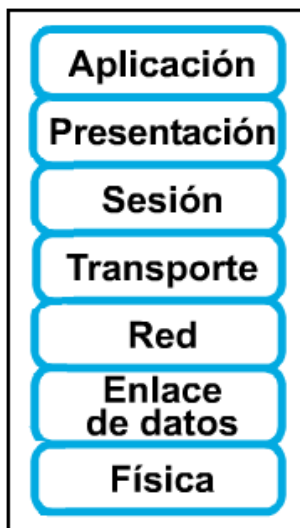 Aplicación
Presentación
Sesión
Transporte
Red
Enlace
de datos
Física